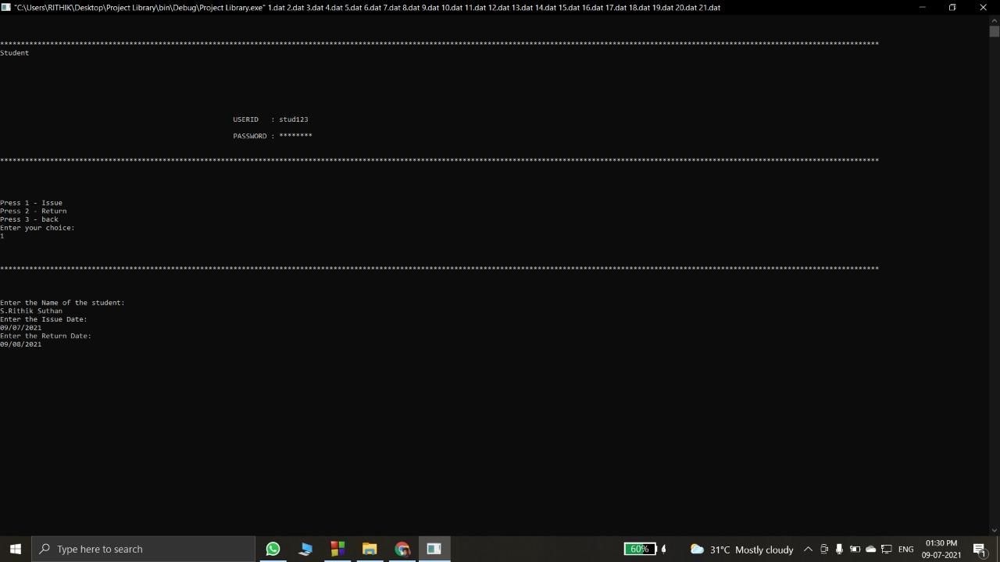 "C:\Users\RITHIK\Desktop\Project Library\bin\Debug\Project Library.exe" 1.dat 2.dat 3.dat 4.dat 5.dat 6.dat 7.dat 8.dat 9.dat 10.dat 11.dat 12.dat 13.dat 14.dat 15.dat 16.dat 17.dat 18.dat 19.dat 20.dat 21.dat
*******************************************************************************************************************************************************************************************************************
Student
USERID   : stud123
PASSWORD : ********
*******************************************************************************************************************************************************************************************************************
Press 1 - Issue
Press 2 - Return
Press 3 - back
Enter your choice:
1
*******************************************************************************************************************************************************************************************************************
Enter the Name of the student:
S.Rithik Suthan
Enter the Issue Date:
09/07/2021
Enter the Return Date:
09/08/2021
Type here to search
60%
31°C Mostly cloudy
ENG
01:30 PM
09-07-2021
1